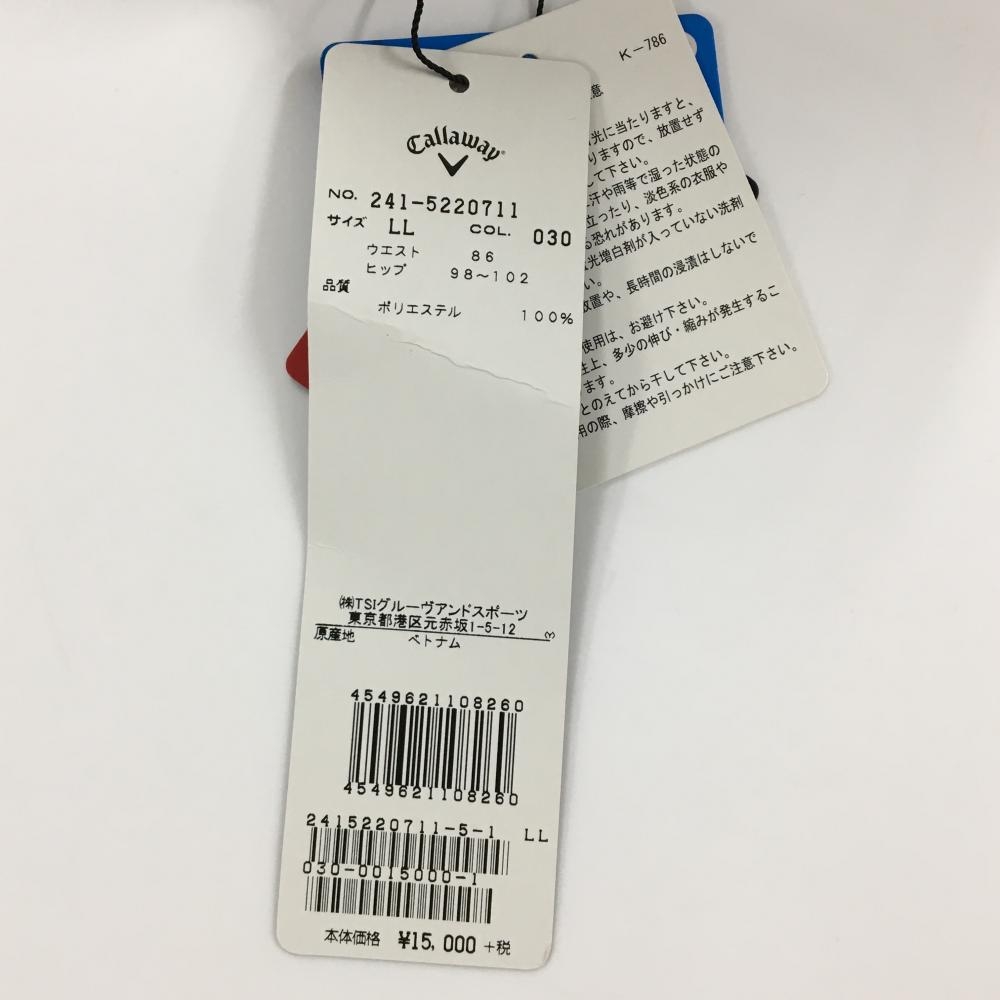 Callaway
NO. 241-5220711
サイズ LL COL. 030
ウエスト 86
ヒップ 98～102
品質
ポリエステル 100%
㈱TSIグルーヴアンドスポーツ
東京都港区元赤坂1-5-12 (3)
原産地 ベトナム
4549621108260
4549621108260
2415220711-5-1 LL
030-0015000-1
本体価格 ¥15,000+税
K-786
意
光に当たりますと、
りますので、放置せず
して下さい。
汗や雨等で湿った状態の
立ったり、淡色系の衣服や
る恐れがあります。
光増白剤が入っていない洗剤
い。
放置や、長時間の浸漬はしないで
使用は、お避け下さい。
性上、多少の伸び・縮みが発生するこ
ます。
とのえてから干して下さい。
用の際、摩擦や引っかけにご注意下さい。